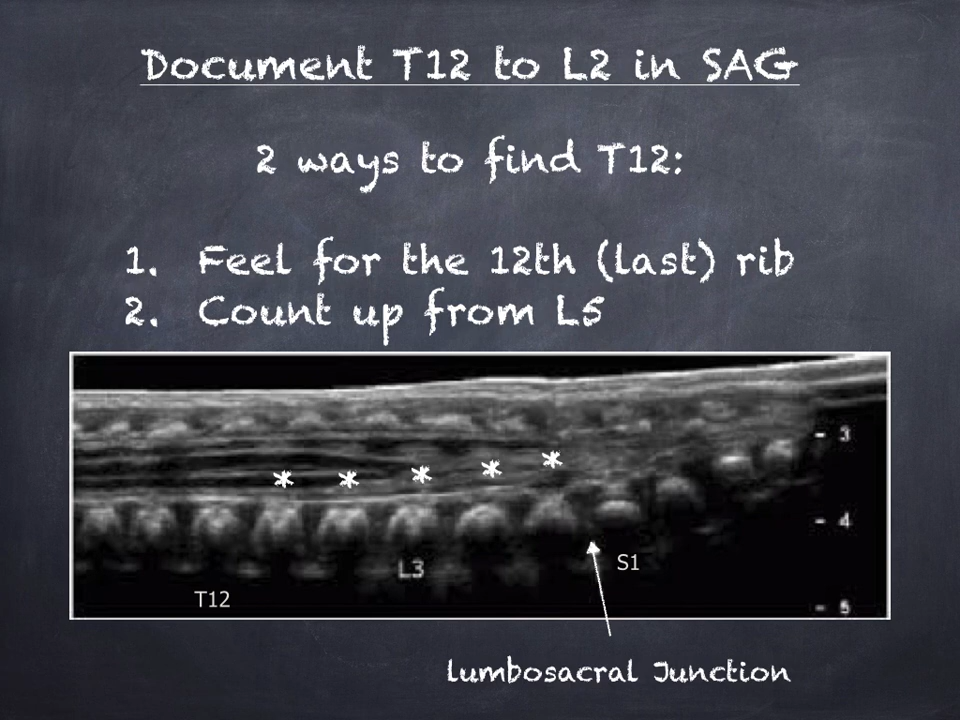 Document T12 to L2 in SAG
2 ways to find T12:
1. Feel for the 12th (last) rib
2. Count up from L5
- 3
* * * * *
- 4
L3
S1
T12
- 5
lumbosacral Junction